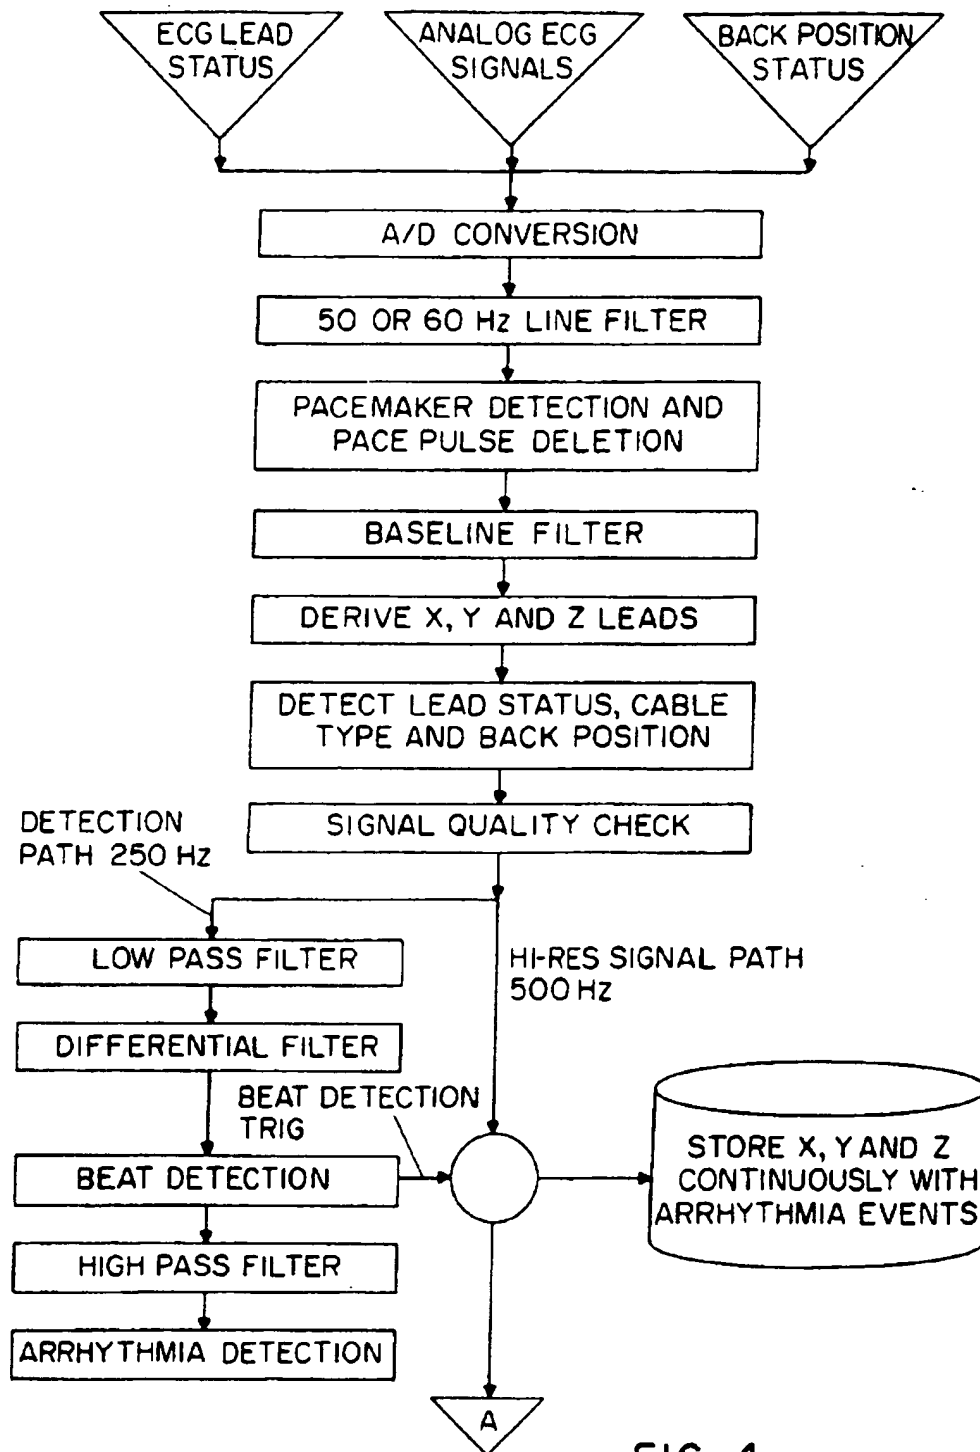 ECG LEAD
STATUS
ANALOG ECG
SIGNALS
BACK POSITION
STATUS
A/D CONVERSION
50 OR 60 Hz LINE FILTER
PACEMAKER DETECTION AND
PACE PULSE DELETION
BASELINE FILTER
DERIVE X, Y AND Z LEADS
DETECT LEAD STATUS, CABLE
TYPE AND BACK POSITION
SIGNAL QUALITY CHECK
DETECTION
PATH 250 Hz
LOW PASS FILTER
HI-RES SIGNAL PATH
500 Hz
DIFFERENTIAL FILTER
BEAT DETECTION
TRIG
BEAT DETECTION
STORE X, Y AND Z
CONTINUOUSLY WITH
ARRHYTHMIA EVENTS
HIGH PASS FILTER
ARRHYTHMIA DETECTION
A